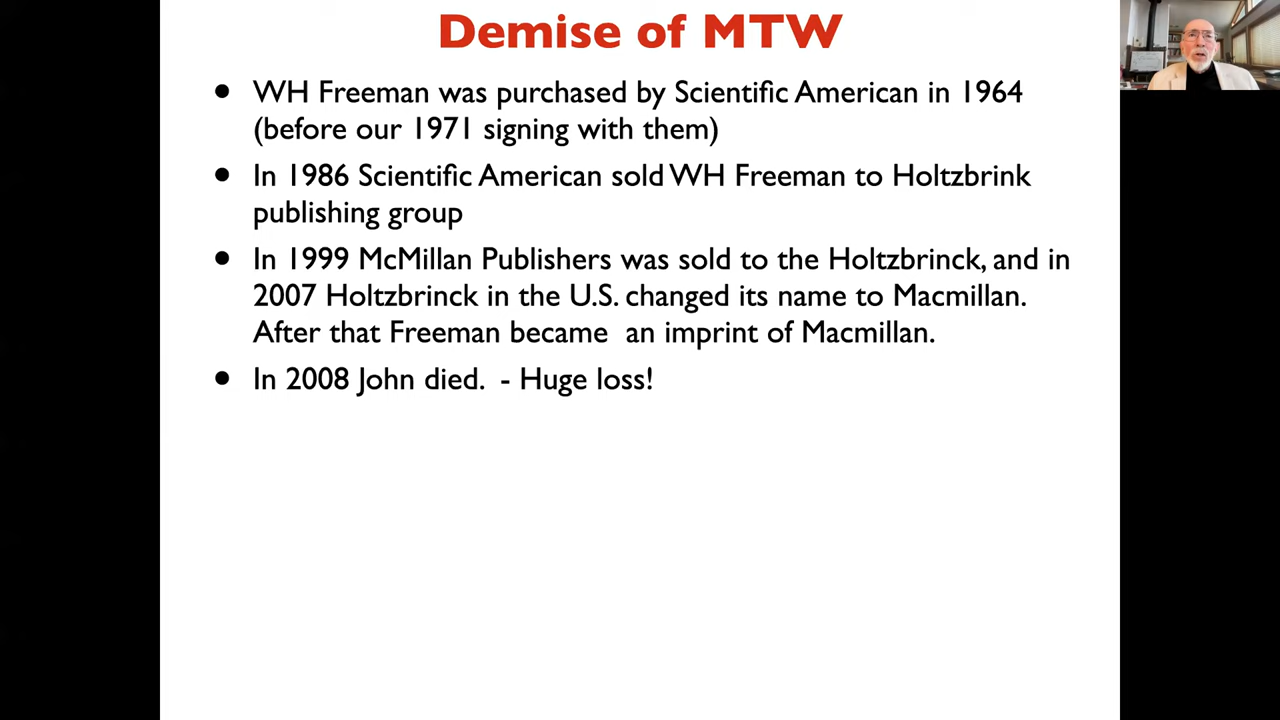 Demise of MTW
• WH Freeman was purchased by Scientific American in 1964
(before our 1971 signing with them)
• In 1986 Scientific American sold WH Freeman to Holtzbrink
publishing group
• In 1999 McMillan Publishers was sold to the Holtzbrinck, and in
2007 Holtzbrinck in the U.S. changed its name to Macmillan.
After that Freeman became an imprint of Macmillan.
• In 2008 John died. - Huge loss!